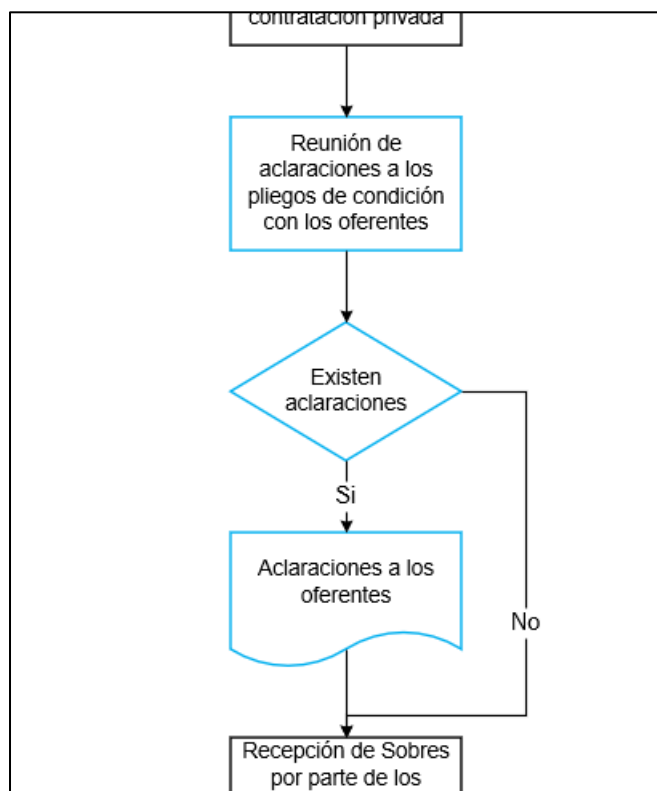 contratación privada
Reunión de
aclaraciones a los
pliegos de condición
con los oferentes
Existen
aclaraciones
Si
Aclaraciones a los
oferentes
No
Recepción de Sobres
por parte de los